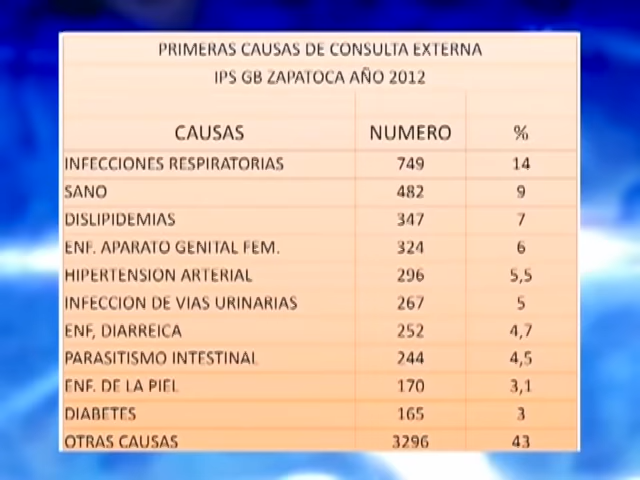 PRIMERAS CAUSAS DE CONSULTA EXTERNA
IPS GB ZAPATOCA AÑO 2012
CAUSAS NUMERO %
INFECCIONES RESPIRATORIAS 749 14
SANO 482 9
DISLIPIDEMIAS 347 7
ENF. APARATO GENITAL FEM. 324 6
HIPERTENSION ARTERIAL 296 5,5
INFECCION DE VIAS URINARIAS 267 5
ENF, DIARREICA 252 4,7
PARASITISMO INTESTINAL 244 4,5
ENF. DE LA PIEL 170 3,1
DIABETES 165 3
OTRAS CAUSAS 3296 43